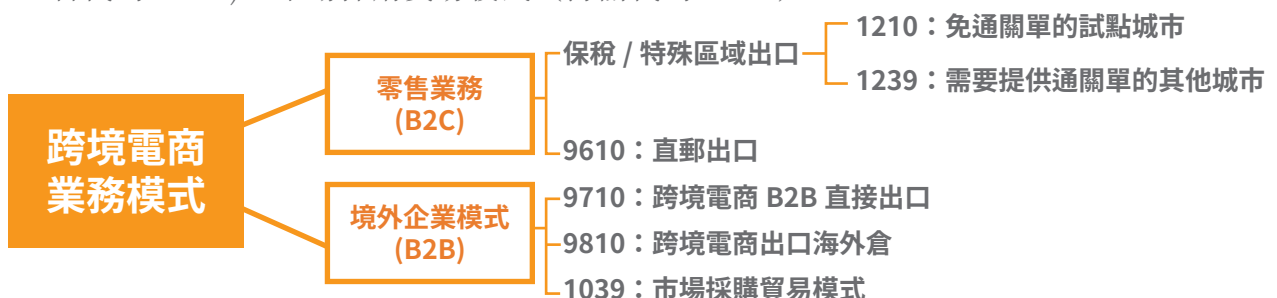 跨境電商
業務模式
零售業務
(B2C)
保稅 / 特殊區域出口
1210：免通關單的試點城市
1239：需要提供通關單的其他城市
9610：直郵出口
境外企業模式
(B2B)
9710：跨境電商 B2B 直接出口
9810：跨境電商出口海外倉
1039：市場採購貿易模式